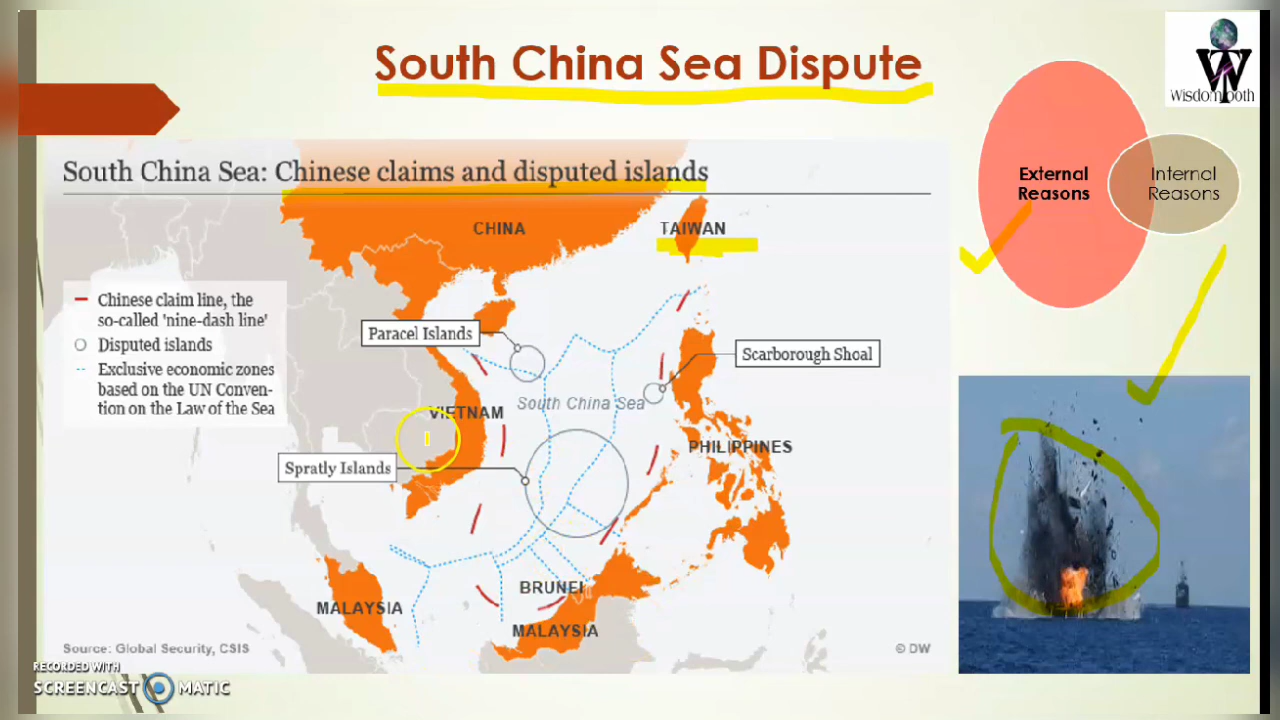 South China Sea Dispute
Wisdomtooth
External
Reasons
Internal
Reasons
South China Sea: Chinese claims and disputed islands
CHINA
TAIWAN
Chinese claim line, the
so-called 'nine-dash line'
Disputed islands
Exclusive economic zones
based on the UN Conven-
tion on the Law of the Sea
Paracel Islands
Scarborough Shoal
South China Sea
VIETNAM
PHILIPPINES
Spratly Islands
BRUNEI
MALAYSIA
MALAYSIA
Source: Global Security, CSIS
© DW
RECORDED WITH
SCREENCAST MATIC